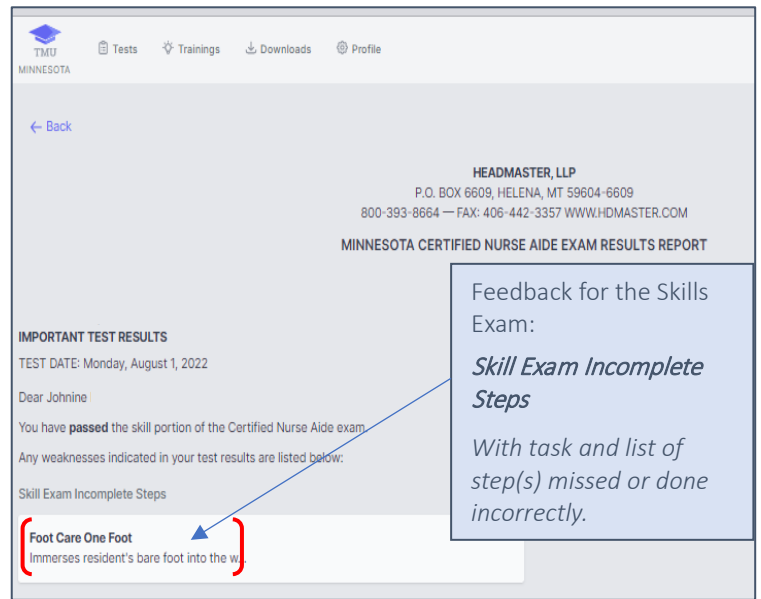 TMU
MINNESOTA
Tests
Trainings
Downloads
Profile
← Back
HEADMASTER, LLP
P.O. BOX 6609, HELENA, MT 59604-6609
800-393-8664 — FAX: 406-442-3357 WWW.HDMASTER.COM
MINNESOTA CERTIFIED NURSE AIDE EXAM RESULTS REPORT
IMPORTANT TEST RESULTS
TEST DATE: Monday, August 1, 2022
Dear Johnine
You have passed the skill portion of the Certified Nurse Aide exam.
Any weaknesses indicated in your test results are listed below:
Skill Exam Incomplete Steps
Foot Care One Foot
Immerses resident's bare foot into the w...
Feedback for the Skills
Exam:
Skill Exam Incomplete
Steps
With task and list of
step(s) missed or done
incorrectly.